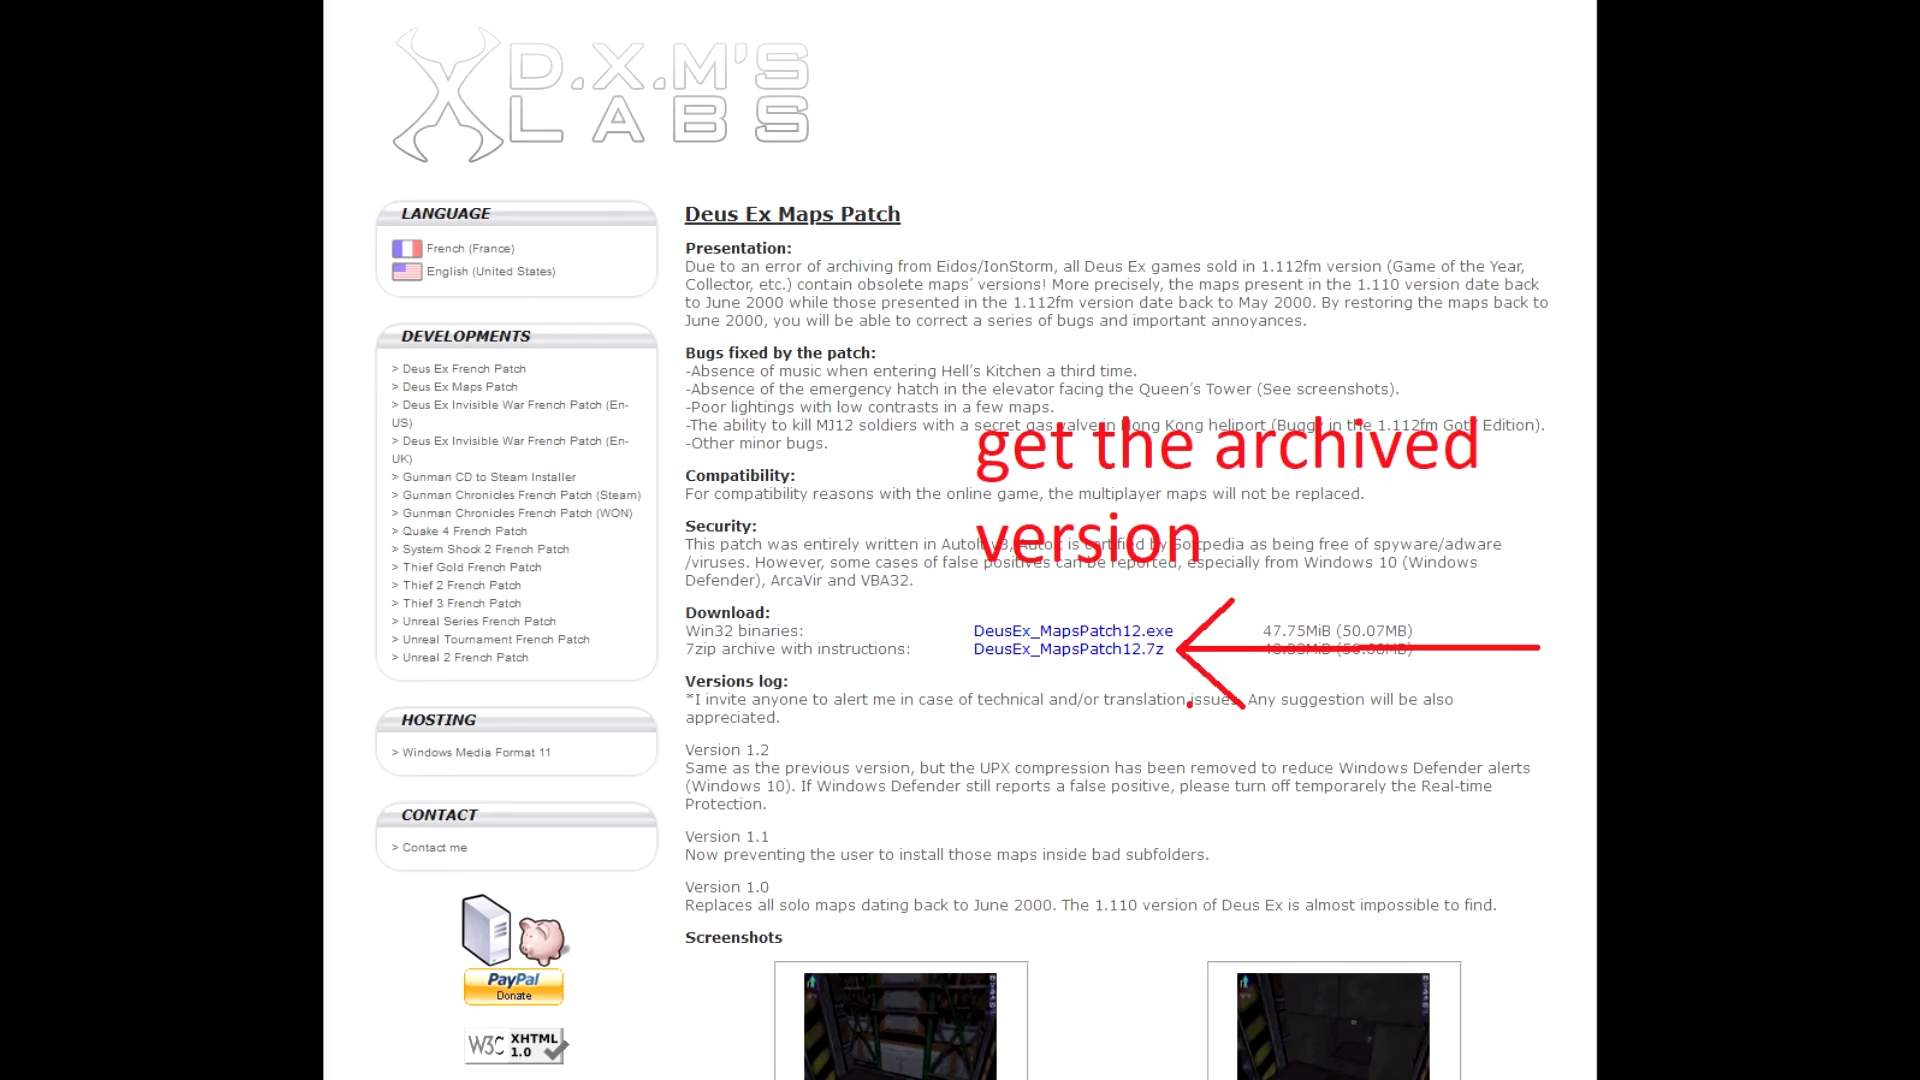 D.X.M'S
LABS
LANGUAGE
French (France)
English (United States)
DEVELOPMENTS
> Deus Ex French Patch
> Deus Ex Maps Patch
> Deus Ex Invisible War French Patch (En-
US)
> Deus Ex Invisible War French Patch (En-
UK)
> Gunman CD to Steam Installer
> Gunman Chronicles French Patch (Steam)
> Gunman Chronicles French Patch (WON)
> Quake 4 French Patch
> System Shock 2 French Patch
> Thief Gold French Patch
> Thief 2 French Patch
> Thief 3 French Patch
> Unreal Series French Patch
> Unreal Tournament French Patch
> Unreal 2 French Patch
HOSTING
> Windows Media Format 11
CONTACT
> Contact me
PayPal
Donate
W3C XHTML
1.0
Deus Ex Maps Patch
Presentation:
Due to an error of archiving from Eidos/IonStorm, all Deus Ex games sold in 1.112fm version (Game of the Year,
Collector, etc.) contain obsolete maps' versions! More precisely, the maps present in the 1.110 version date back
to June 2000 while those presented in the 1.112fm version date back to May 2000. By restoring the maps back to
June 2000, you will be able to correct a series of bugs and important annoyances.
Bugs fixed by the patch:
-Absence of music when entering Hell's Kitchen a third time.
-Absence of the emergency hatch in the elevator facing the Queen's Tower (See screenshots).
-Poor lightings with low contrasts in a few maps.
-The ability to kill MJ12 soldiers with a secret gas valve in Hong Kong heliport (Buggy in the 1.112fm Goty Edition).
-Other minor bugs.
get the archived
version
Compatibility:
For compatibility reasons with the online game, the multiplayer maps will not be replaced.
Security:
This patch was entirely written in AutoIt v3, AutoIt is certified by Softpedia as being free of spyware/adware
/viruses. However, some cases of false positives can be reported, especially from Windows 10 (Windows
Defender), ArcaVir and VBA32.
Download:
Win32 binaries: DeusEx_MapsPatch12.exe 47.75MiB (50.07MB)
7zip archive with instructions: DeusEx_MapsPatch12.7z
Versions log:
*I invite anyone to alert me in case of technical and/or translation issues. Any suggestion will be also
appreciated.
Version 1.2
Same as the previous version, but the UPX compression has been removed to reduce Windows Defender alerts
(Windows 10). If Windows Defender still reports a false positive, please turn off temporarely the Real-time
Protection.
Version 1.1
Now preventing the user to install those maps inside bad subfolders.
Version 1.0
Replaces all solo maps dating back to June 2000. The 1.110 version of Deus Ex is almost impossible to find.
Screenshots